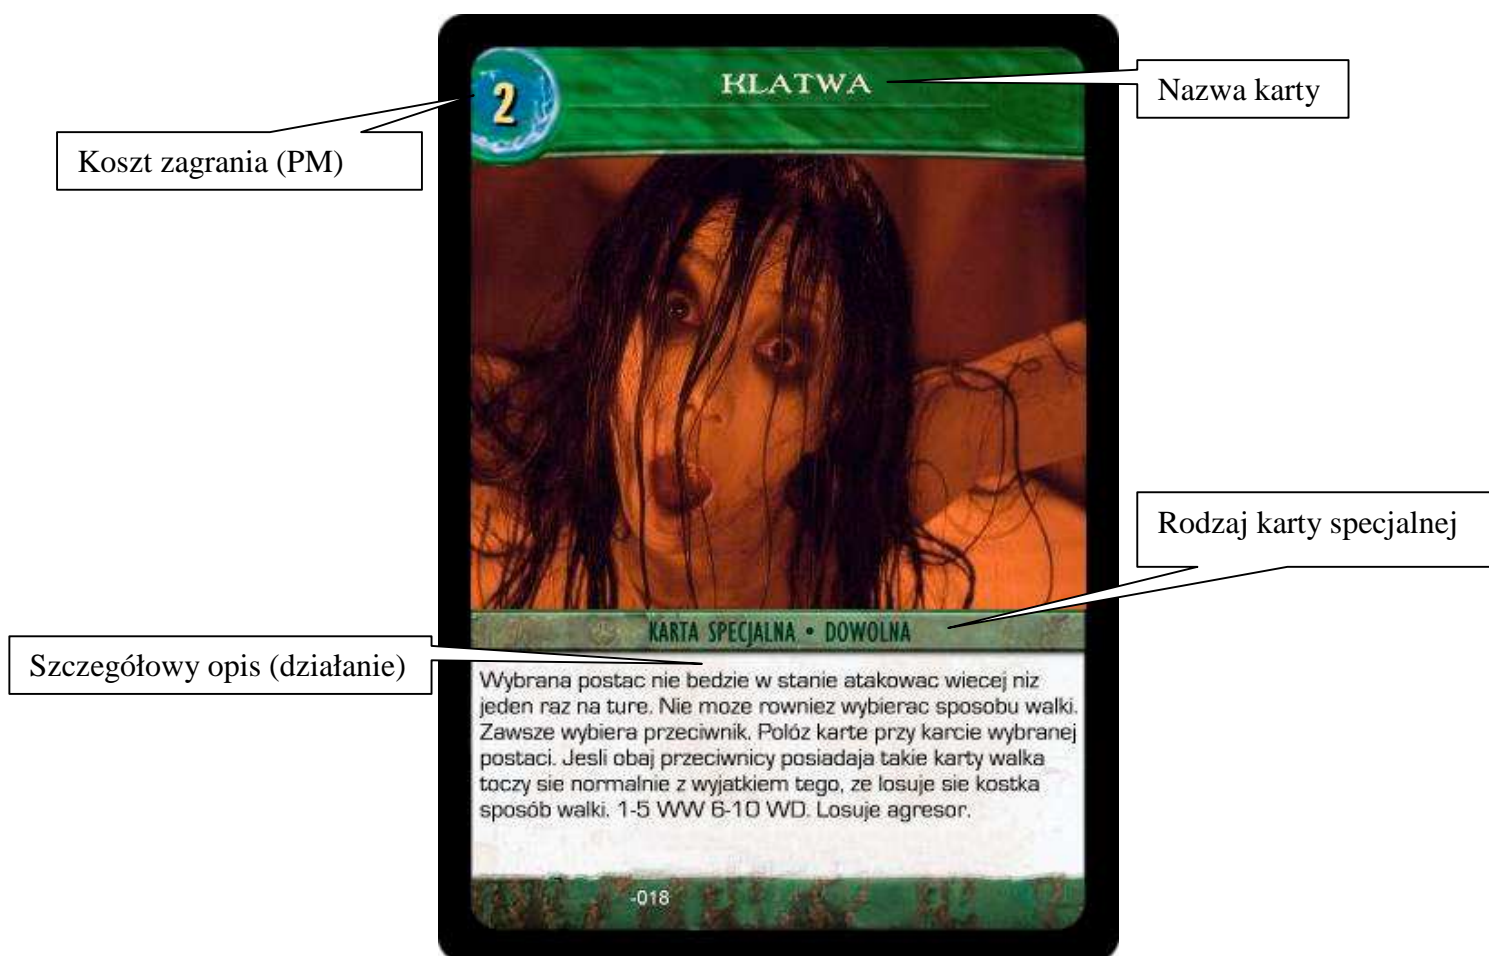 2
KLATWA
Nazwa karty
Koszt zagrania (PM)
Rodzaj karty specjalnej
KARTA SPECJALNA • DOWOLNA
Szczegółowy opis (działanie)
Wybrana postac nie bedzie w stanie atakowac wiecej niz
jeden raz na ture. Nie moze rowniez wybierac sposobu walki.
Zawsze wybiera przeciwnik. Polóz karte przy karcie wybranej
postaci. Jesli obaj przeciwnicy posiadaja takie karty walka
toczy sie normalnie z wyjatkiem tego, ze losuje sie kostka
sposób walki. 1-5 WW 6-10 WD. Losuje agresor.
-018